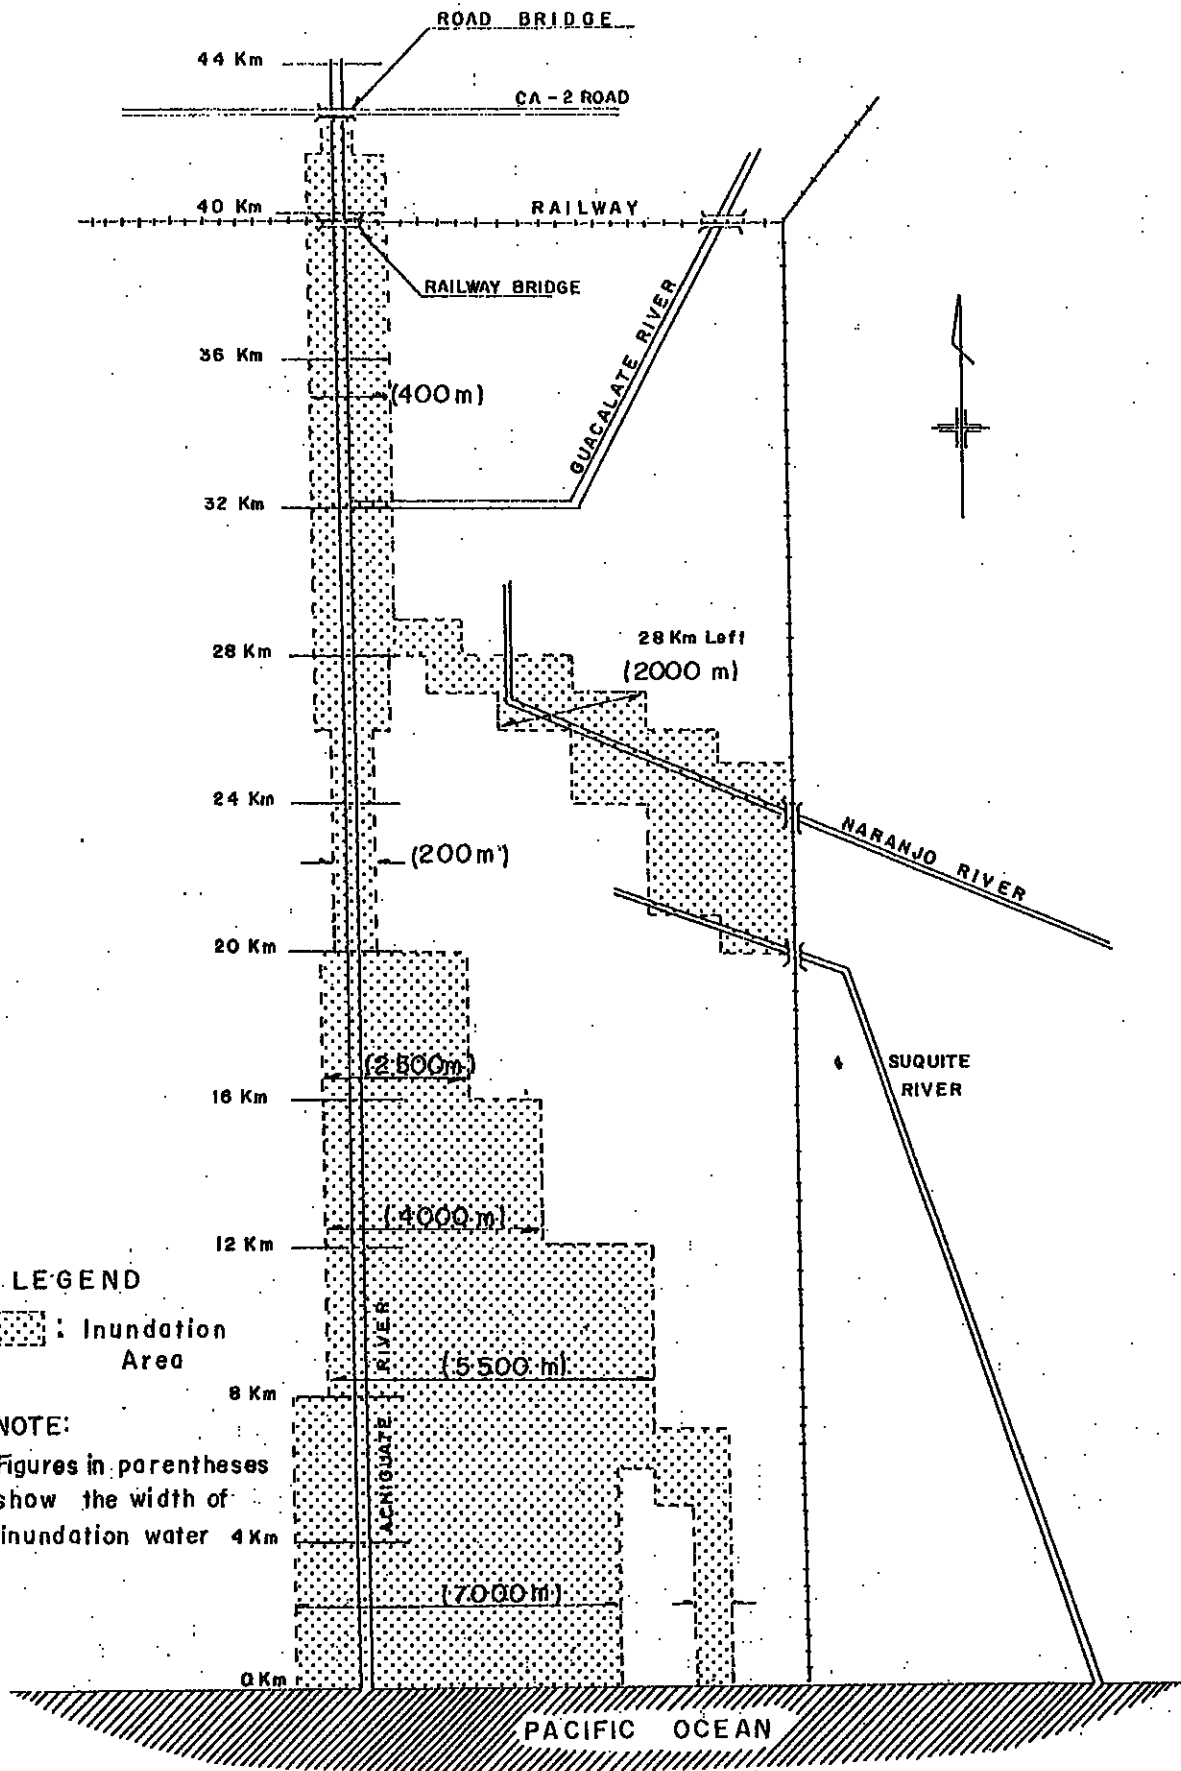 ROAD BRIDGE
44 Km
CA-2 ROAD
40 Km
RAILWAY
RAILWAY BRIDGE
GUACALATE RIVER
36 Km
(400m)
32 Km
28 Km
28 Km Left
(2000 m)
24 Km
(200m)
NARANJO RIVER
20 Km
SUQUITE
RIVER
(2500m)
16 Km
(4000 m)
12 Km
LEGEND
: Inundation
Area
ACHIGUATE RIVER
(5500 m)
8 Km
NOTE:
Figures in parentheses
show the width of
inundation water
4 Km
(7000m)
0 Km
PACIFIC OCEAN